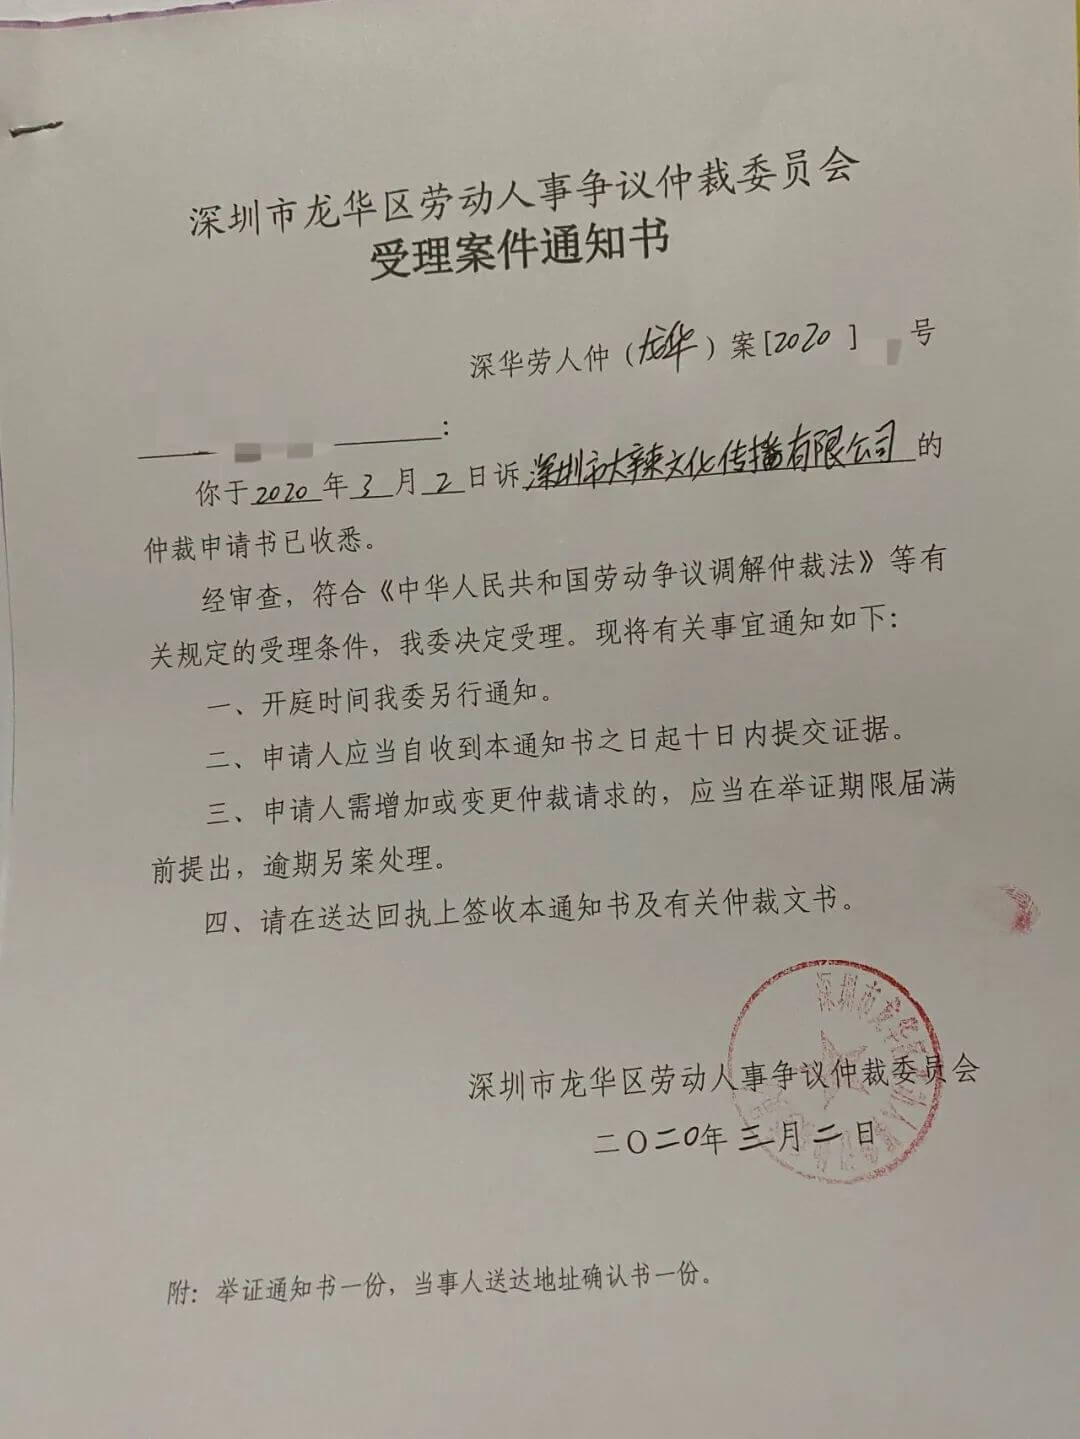 深圳市龙华区劳动人事争议仲裁委员会
受理案件通知书
深华劳人仲（龙华）案[2020]号
：
你于2020年3月2日诉深圳市大辣文化传播有限公司的
仲裁申请书已收悉。
经审查，符合《中华人民共和国劳动争议调解仲裁法》等有
关规定的受理条件，我委决定受理。现将有关事宜通知如下：
一、开庭时间我委另行通知。
二、申请人应当自收到本通知书之日起十日内提交证据。
三、申请人需增加或变更仲裁请求的，应当在举证期限届满
前提出，逾期另案处理。
四、请在送达回执上签收本通知书及有关仲裁文书。
深圳市龙华区劳动人事争议仲裁委员会
二〇二〇年三月二日
附：举证通知书一份，当事人送达地址确认书一份。